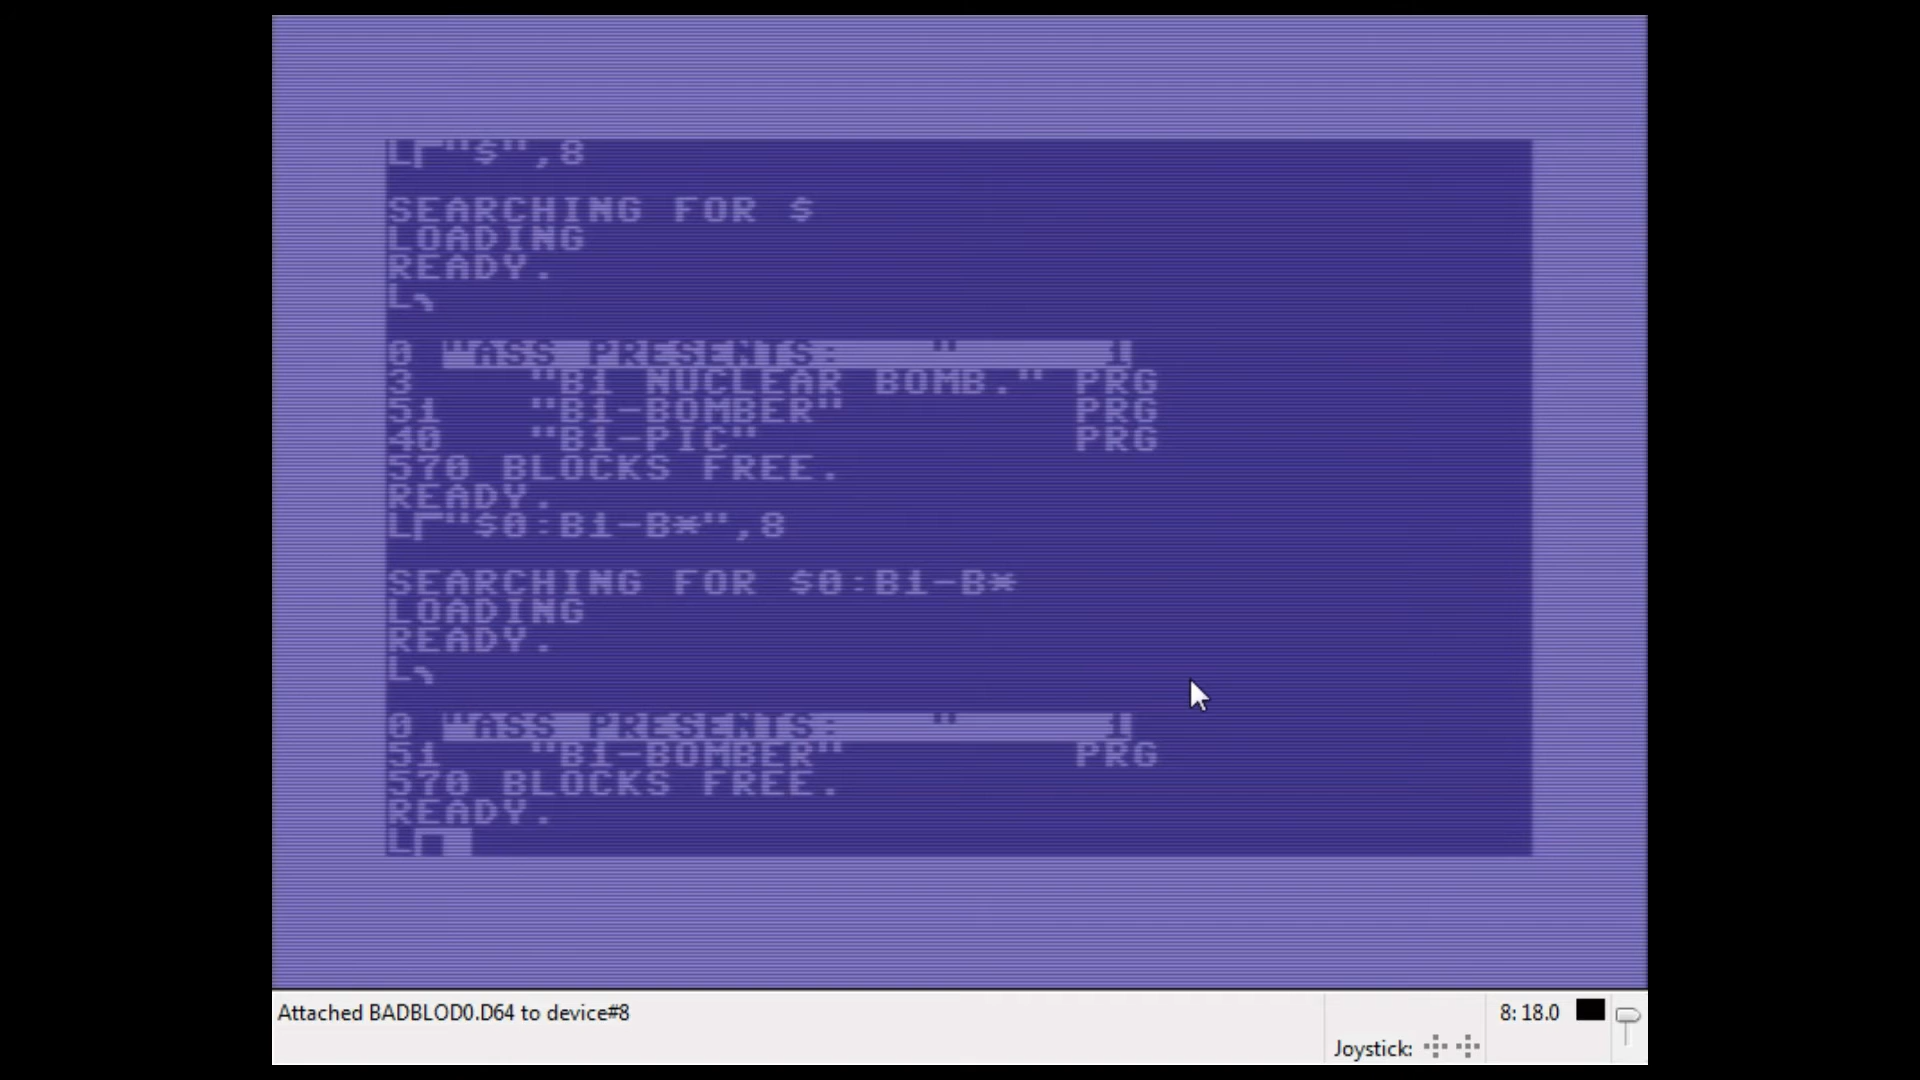 L┌"$",8
SEARCHING FOR $
LOADING
READY.
L╮
0 "ASS PRESENTS:    " 1
3 "B1 NUCLEAR BOMB." PRG
51 "B1-BOMBER" PRG
40 "B1-PIC" PRG
570 BLOCKS FREE.
READY.
L┌"$0:B1-B*",8
SEARCHING FOR $0:B1-B*
LOADING
READY.
L╮
0 "ASS PRESENTS:    " 1
51 "B1-BOMBER" PRG
570 BLOCKS FREE.
READY.
L┌
Attached BADBLOD0.D64 to device#8
8: 18.0
Joystick: